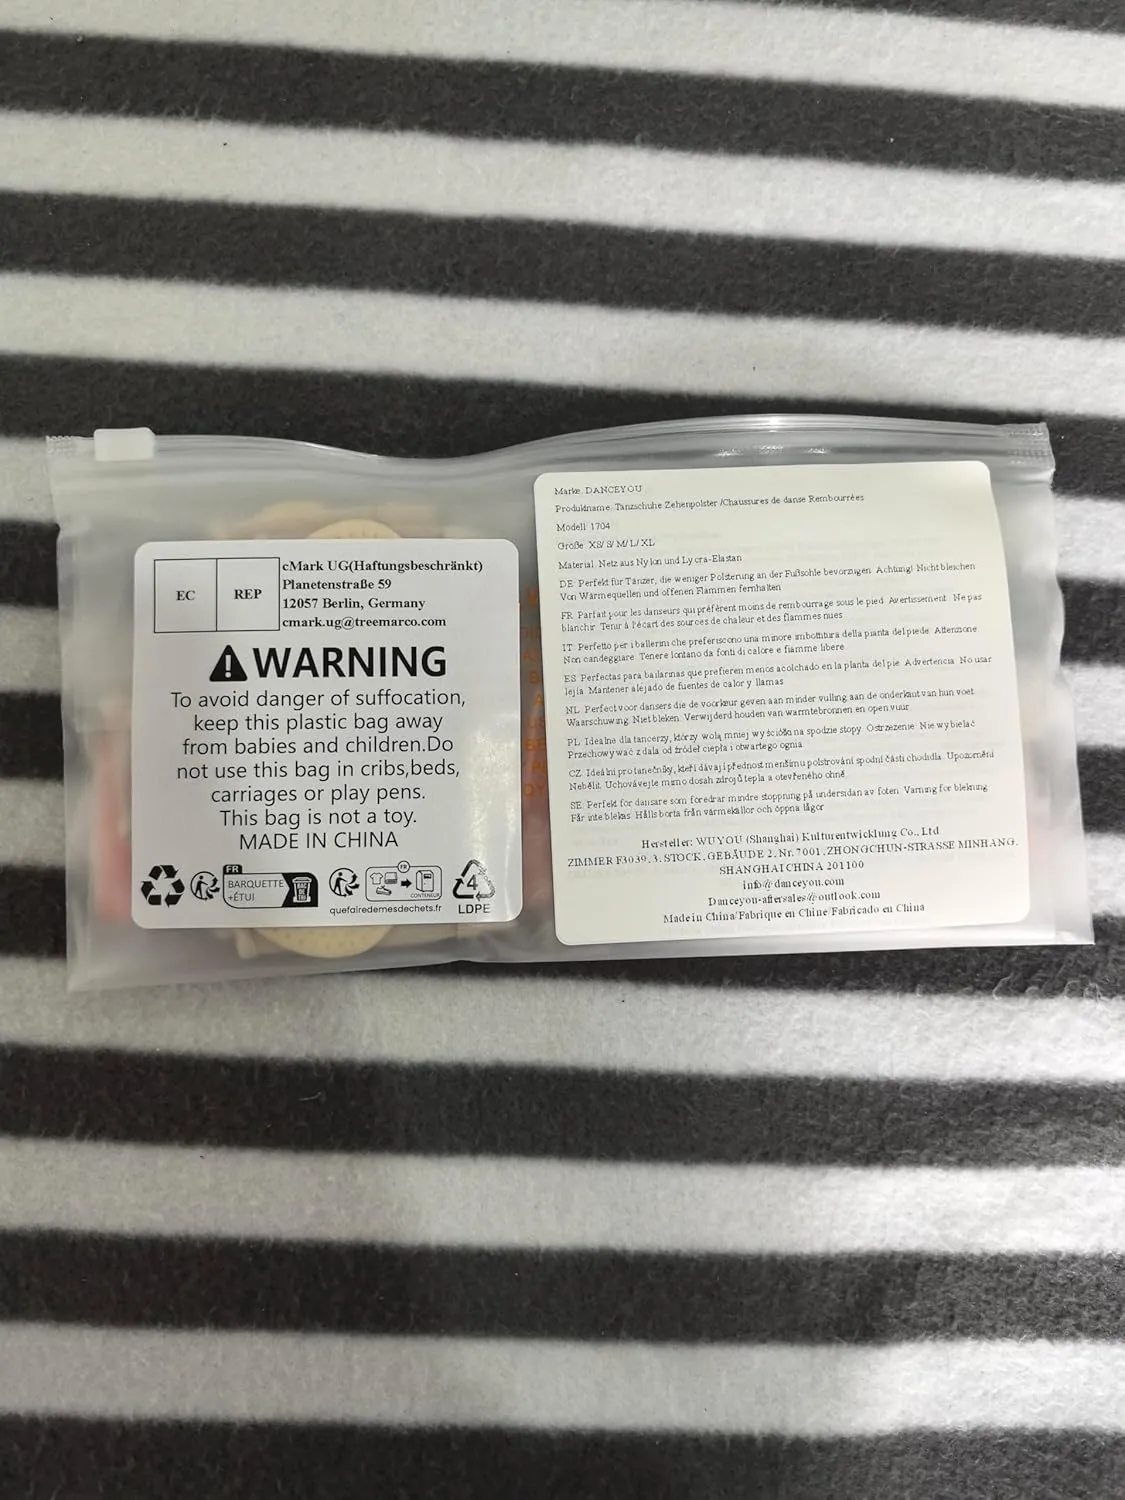 EC REP
cMark UG(Haftungsbeschränkt)
Planetenstraße 59
12057 Berlin, Germany
cmark.ug@treemarco.com
WARNING
To avoid danger of suffocation,
keep this plastic bag away
from babies and children.Do
not use this bag in cribs,beds,
carriages or play pens.
This bag is not a toy.
MADE IN CHINA
FR
BARQUETTE
+ÉTUI
FR
CONTENEUR
quefairedemesdechets.fr
4
LDPE
Marke: DANCEYOU
Produktname: Tanzschuhe Zehenpolster /Chaussures de danse Rembourrées
Modell: 1704
Größe: XS/ S/ M/ L/ XL
Material: Netz aus Nylon und Lycra-Elastan
DE: Perfekt für Tänzer, die weniger Polsterung an der Fußsohle bevorzugen. Achtung! Nicht bleichen.
Von Wärmequellen und offenen Flammen fernhalten
FR: Parfait pour les danseurs qui préfèrent moins de rembourrage sous le pied. Avertissement: Ne pas
blanchir. Tenir à l'écart des sources de chaleur et des flammes nues
IT: Perfetto per i ballerini che preferiscono una minore imbottitura della pianta del piede. Attenzione:
Non candeggiare. Tenere lontano da fonti di calore e fiamme libere.
ES: Perfectas para bailarinas que prefieren menos acolchado en la planta del pie. Advertencia: No usar
lejía. Mantener alejado de fuentes de calor y llamas.
NL: Perfect voor dansers die de voorkeur geven aan minder vulling aan de onderkant van hun voet.
Waarschuwing: Niet bleken. Verwijderd houden van warmtebronnen en open vuur
PL: Idealne dla tancerzy, którzy wolą mniej wyściółki na spodzie stopy. Ostrzeżenie: Nie wybielać.
Przechowywać z dala od źródeł ciepła i otwartego ognia.
CZ: Ideální pro tanečníky, kteří dávají přednost menšímu polstrování spodní části chodidla. Upozornění:
Nebělit. Uchovávejte mimo dosah zdrojů tepla a otevřeného ohně.
SE: Perfekt för dansare som föredrar mindre stoppning på undersidan av foten. Varning för blekning:
Får inte blekas. Hålls borta från värmekällor och öppna lågor
Hersteller: WUYOU (Shanghai) Kulturentwicklung Co., Ltd
ZIMMER F3039, 3. STOCK, GEBÄUDE 2, Nr. 7001, ZHONGCHUN-STRASSE MINHANG,
SHANGHAI CHINA 201100
info@danceyou.com
Danceyou-aftersales@outlook.com
Made in China/Fabriqué en Chine/Fabricado en China